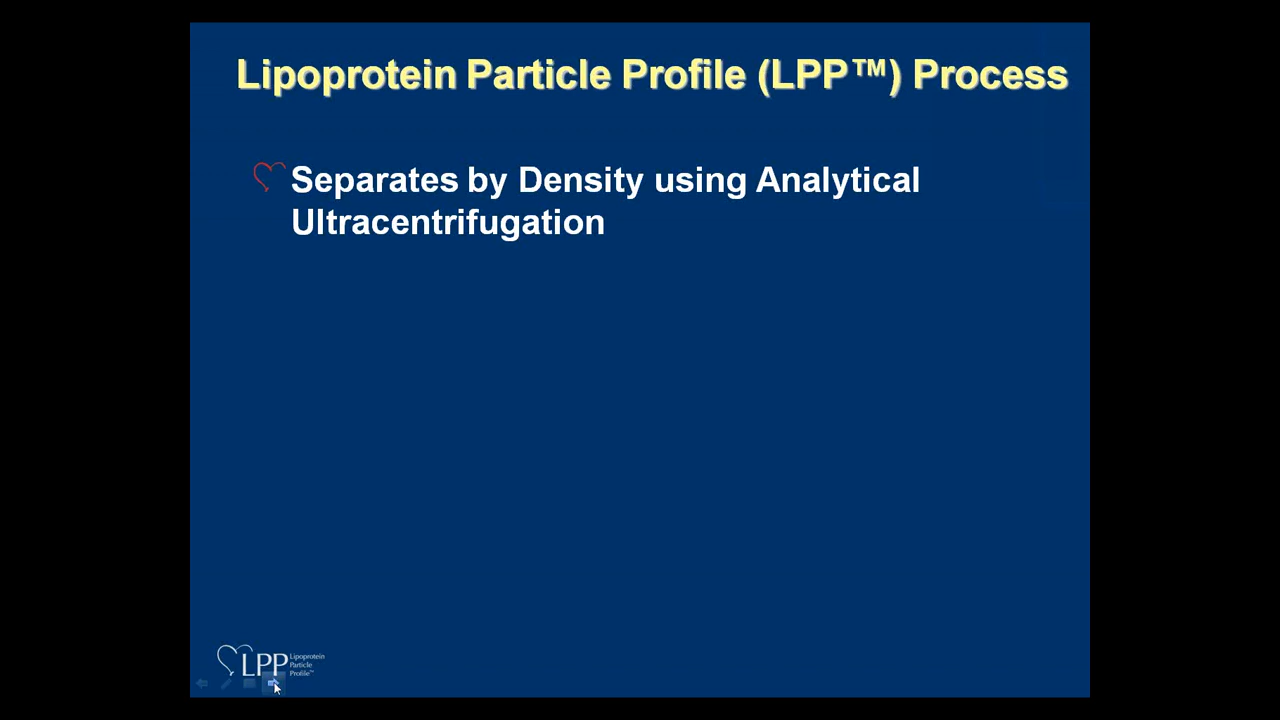 Lipoprotein Particle Profile (LPP™) Process
Separates by Density using Analytical
Ultracentrifugation
LPP
Lipoprotein
Particle
Profile™